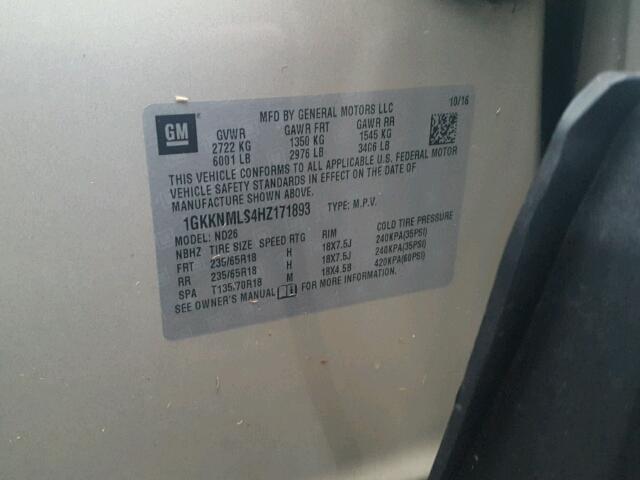 GM
MFD BY GENERAL MOTORS LLC 10/16
GVWR GAWR FRT GAWR RR
2722 KG 1350 KG 1545 KG
6001 LB 2976 LB 3406 LB
THIS VEHICLE CONFORMS TO ALL APPLICABLE U.S. FEDERAL MOTOR
VEHICLE SAFETY STANDARDS IN EFFECT ON THE DATE OF
MANUFACTURE SHOWN ABOVE.
1GKKNMLS4HZ171893 TYPE: M.P.V.
MODEL: ND26
NBHZ TIRE SIZE SPEED RTG RIM COLD TIRE PRESSURE
FRT 235/65R18 H 18X7.5J 240KPA(35PSI)
RR 235/65R18 H 18X7.5J 240KPA(35PSI)
SPA T135/70R18 M 18X4.5B 420KPA(60PSI)
SEE OWNER'S MANUAL FOR MORE INFORMATION.